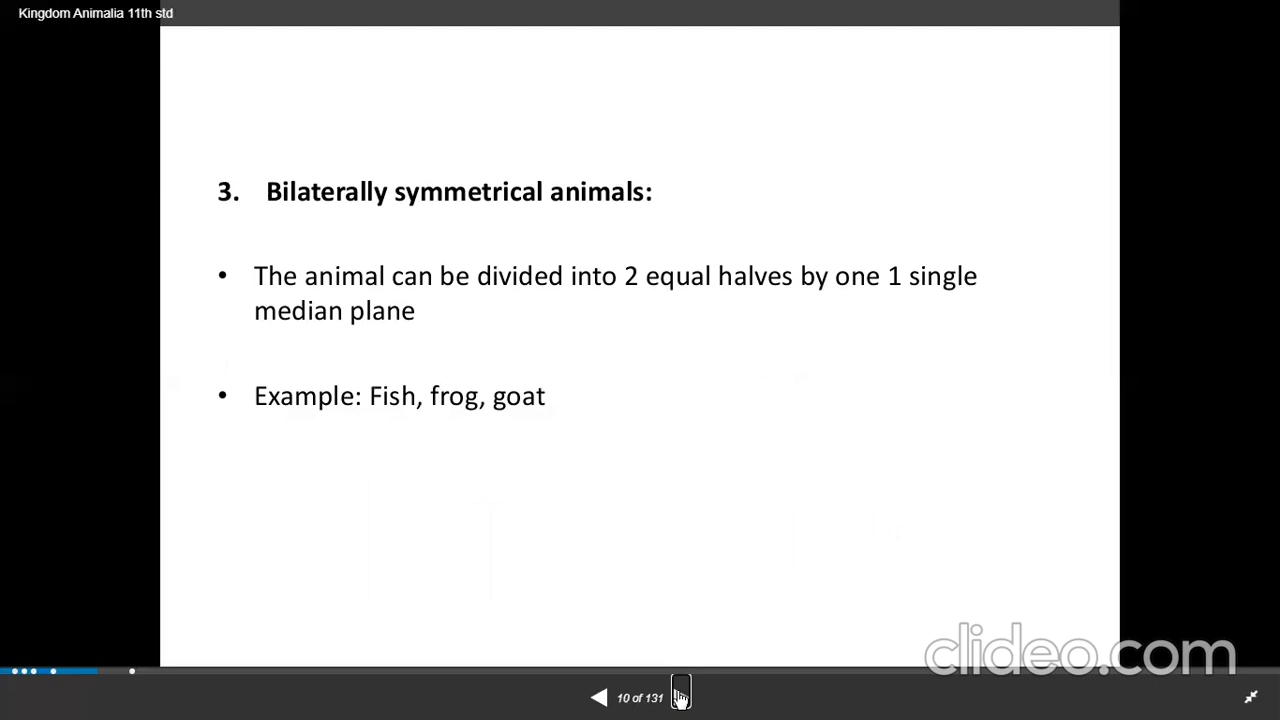 Kingdom Animalia 11th std
3. Bilaterally symmetrical animals:
• The animal can be divided into 2 equal halves by one 1 single
median plane
• Example: Fish, frog, goat
clideo.com
10 of 131